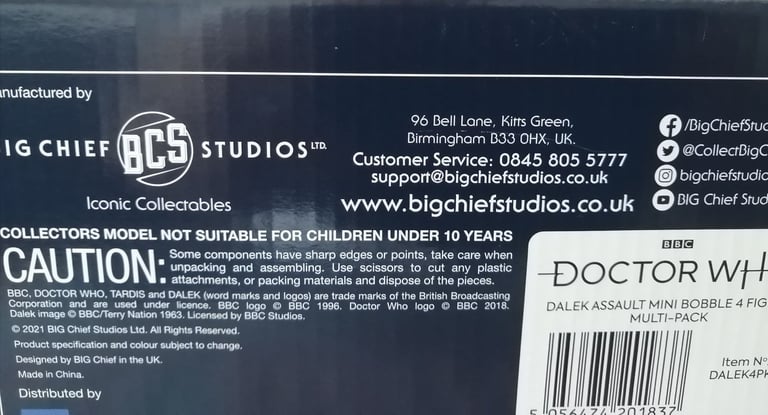 anufactured by
IG CHIEF BCS STUDIOS LTD.
Iconic Collectables
96 Bell Lane, Kitts Green,
Birmingham B33 0HX, UK.
Customer Service: 0845 805 5777
support@bigchiefstudios.co.uk
www.bigchiefstudios.co.uk
/BigChiefStud
@CollectBigC
bigchiefstudio
BIG Chief Stud
COLLECTORS MODEL NOT SUITABLE FOR CHILDREN UNDER 10 YEARS
CAUTION: Some components have sharp edges or points, take care when
unpacking and assembling. Use scissors to cut any plastic
attachments, or packing materials and dispose of the pieces.
BBC, DOCTOR WHO, TARDIS and DALEK (word marks and logos) are trade marks of the British Broadcasting
Corporation and are used under licence. BBC logo © BBC 1996. Doctor Who logo © BBC 2018.
Dalek image © BBC/Terry Nation 1963. Licensed by BBC Studios.
© 2021 BIG Chief Studios Ltd. All Rights Reserved.
Product specification and colour subject to change.
Designed by BIG Chief in the UK.
Made in China.
Distributed by
BBC
DOCTOR WH
DALEK ASSAULT MINI BOBBLE 4 FIG
MULTI-PACK
Item Nº
DALEK4PK
5 056474 201837